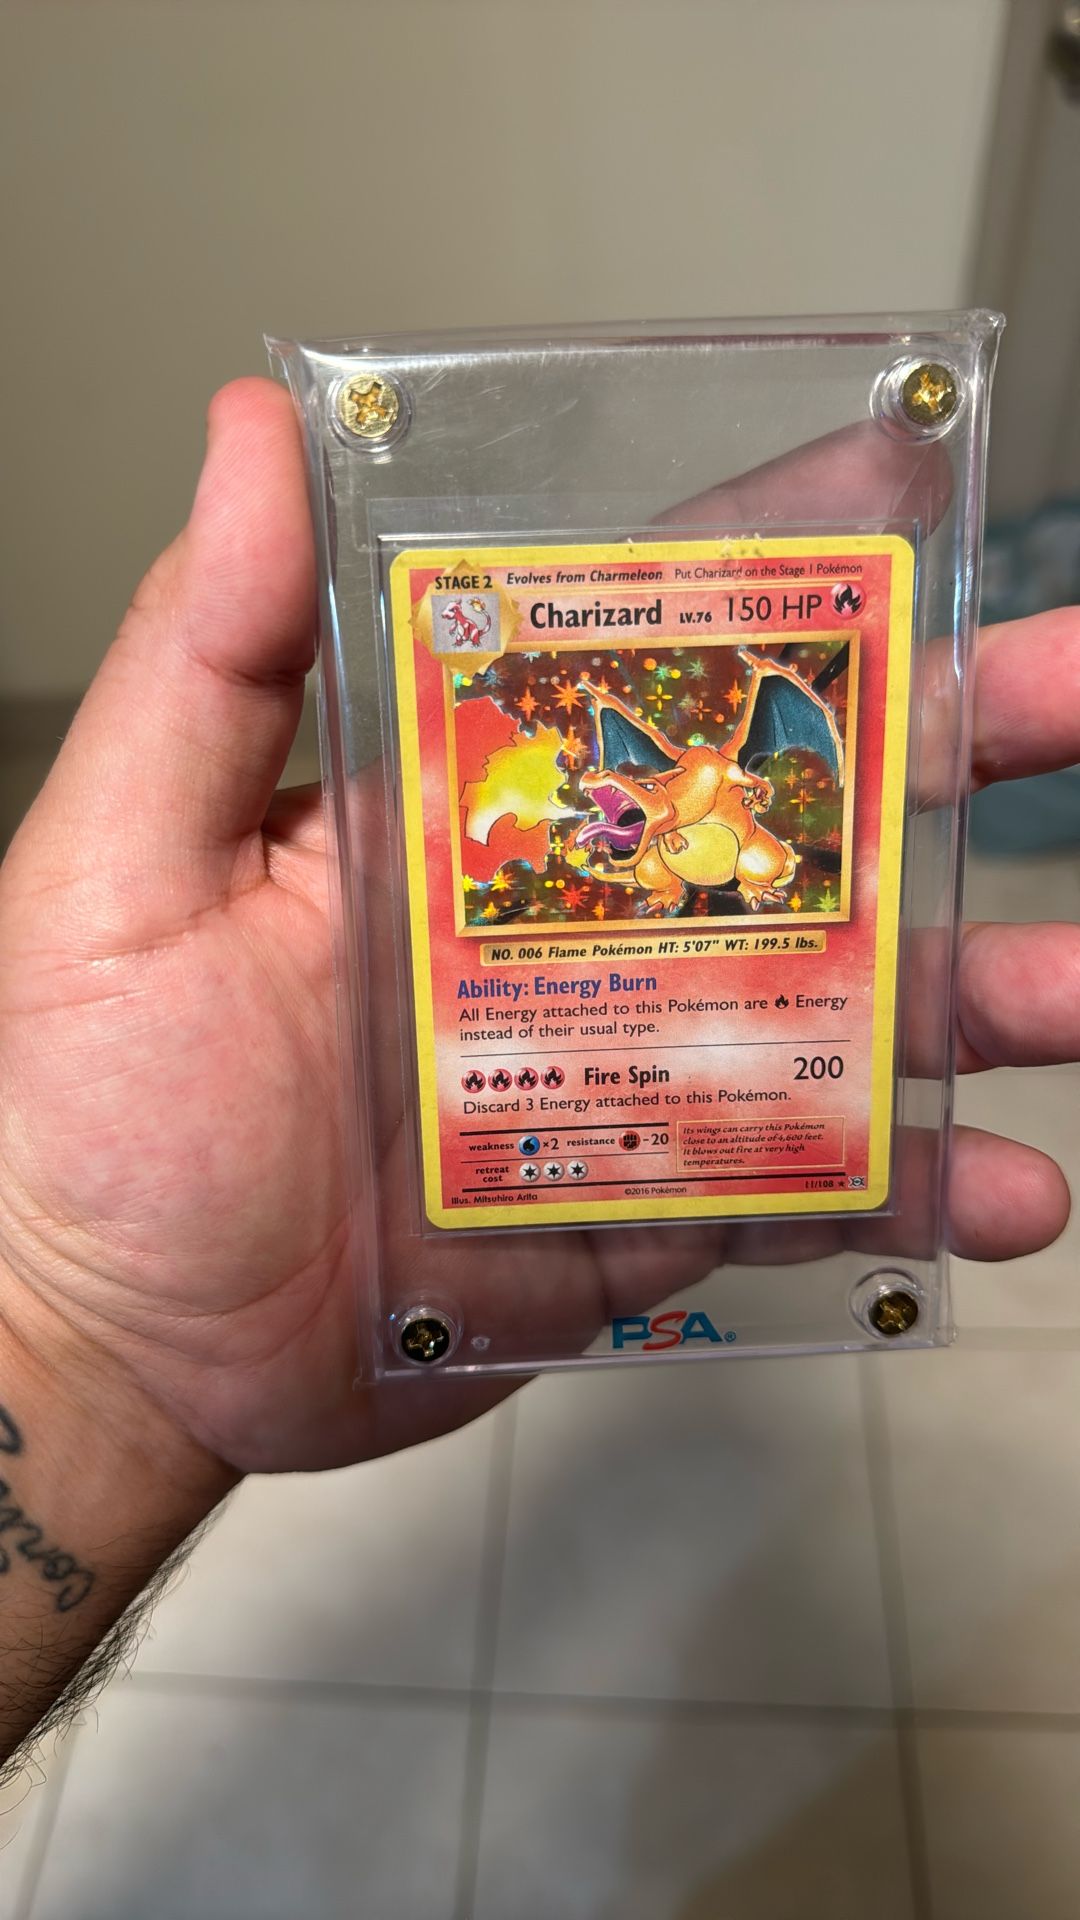 STAGE 2 Evolves from Charmeleon Put Charizard on the Stage 1 Pokémon
Charizard LV.76 150 HP
NO. 006 Flame Pokémon HT: 5'07" WT: 199.5 lbs.
Ability: Energy Burn
All Energy attached to this Pokémon are Energy
instead of their usual type.
Fire Spin 200
Discard 3 Energy attached to this Pokémon.
weakness ×2 resistance -20
retreat
cost
Its wings can carry this Pokémon
close to an altitude of 4,600 feet.
It blows out fire at very high
temperatures.
Illus. Mitsuhiro Arita ©2016 Pokémon 11/108 ★
PSA®